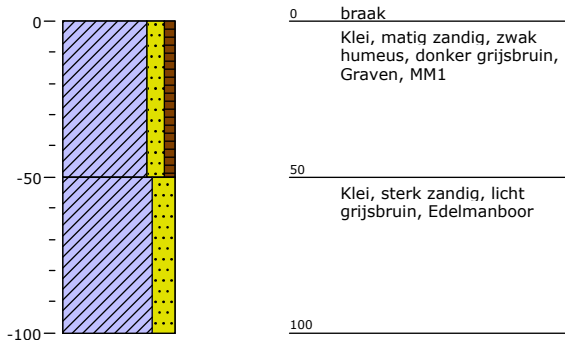 0
-50
-100
0 braak
Klei, matig zandig, zwak
humeus, donker grijsbruin,
Graven, MM1
50
Klei, sterk zandig, licht
grijsbruin, Edelmanboor
100